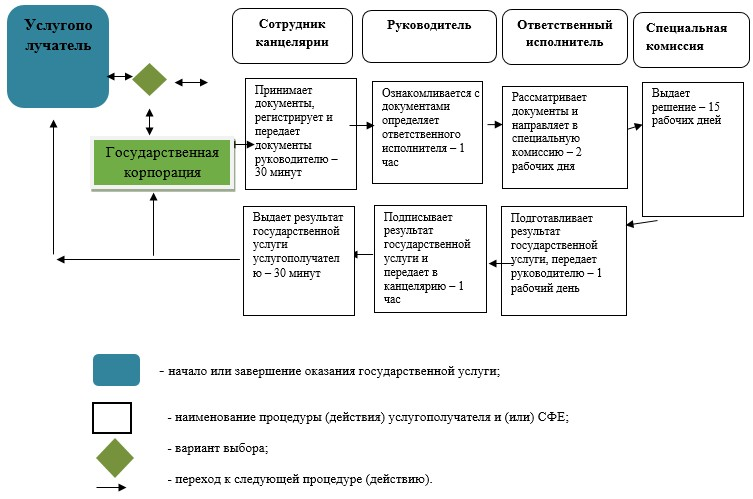 Услугопо
лучатель
Сотрудник
канцелярии
Руководитель
Ответственный
исполнитель
Специальная
комиссия
Государственная
корпорация
Принимает
документы,
регистрирует и
передает
документы
руководителю –
30 минут
Ознакомливается с
документами
определяет
ответственного
исполнителя – 1
час
Рассматривает
документы и
направляет в
специальную
комиссию – 2
рабочих дня
Выдает
решение – 15
рабочих дней
Выдает результат
государственной
услуги
услугополучател
ю – 30 минут
Подписывает
результат
государственной
услуги и
передает в
канцелярию – 1
час
Подготавливает
результат
государственной
услуги, передает
руководителю – 1
рабочий день
- начало или завершение оказания государственной услуги;
- наименование процедуры (действия) услугополучателя и (или) СФЕ;
- вариант выбора;
- переход к следующей процедуре (действию).